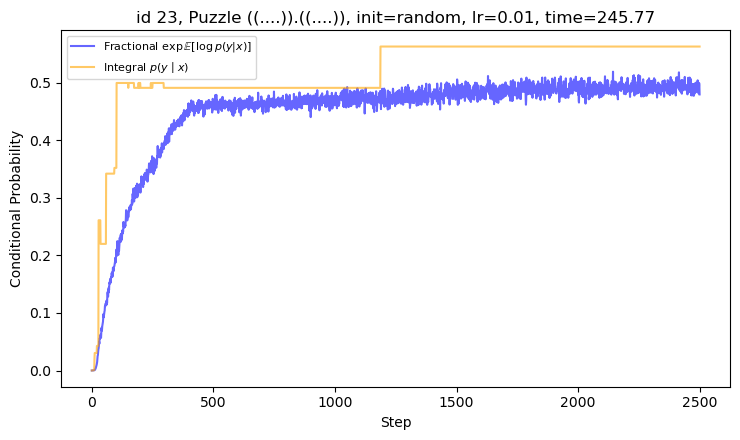 id 23, Puzzle ((....)).((....)), init=random, lr=0.01, time=245.77
Fractional exp𝔼[log p(y|x)]
Integral p(y | x)
Conditional Probability
0.5
0.4
0.3
0.2
0.1
0.0
0 500 1000 1500 2000 2500
Step